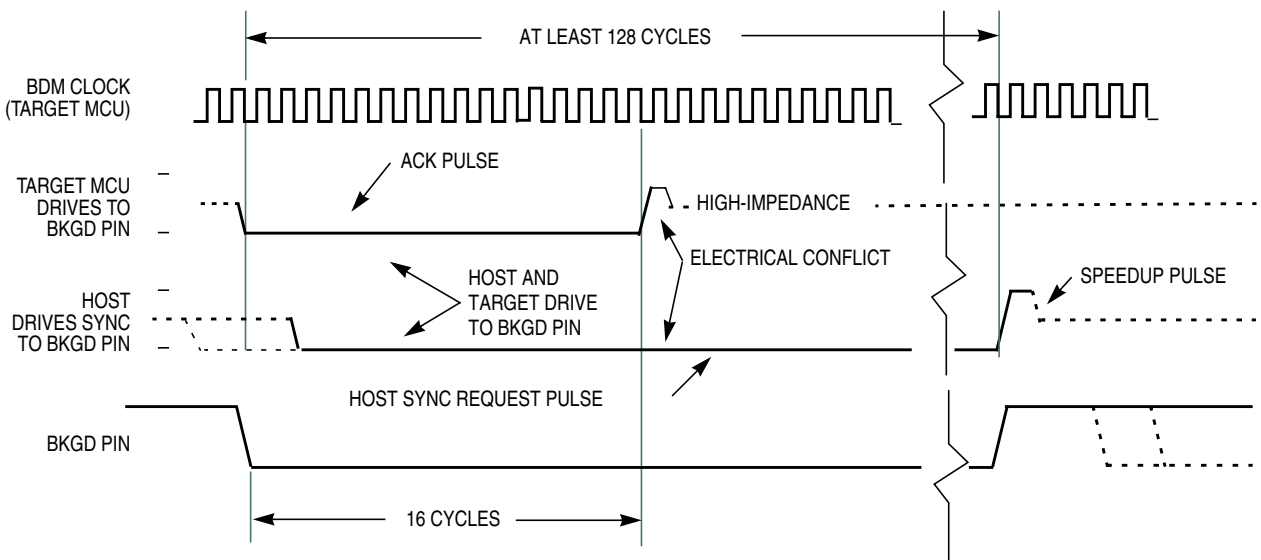 AT LEAST 128 CYCLES
BDM CLOCK
(TARGET MCU)
ACK PULSE
TARGET MCU
DRIVES TO
BKGD PIN
HIGH-IMPEDANCE
ELECTRICAL CONFLICT
HOST AND
TARGET DRIVE
TO BKGD PIN
SPEEDUP PULSE
HOST
DRIVES SYNC
TO BKGD PIN
HOST SYNC REQUEST PULSE
BKGD PIN
16 CYCLES